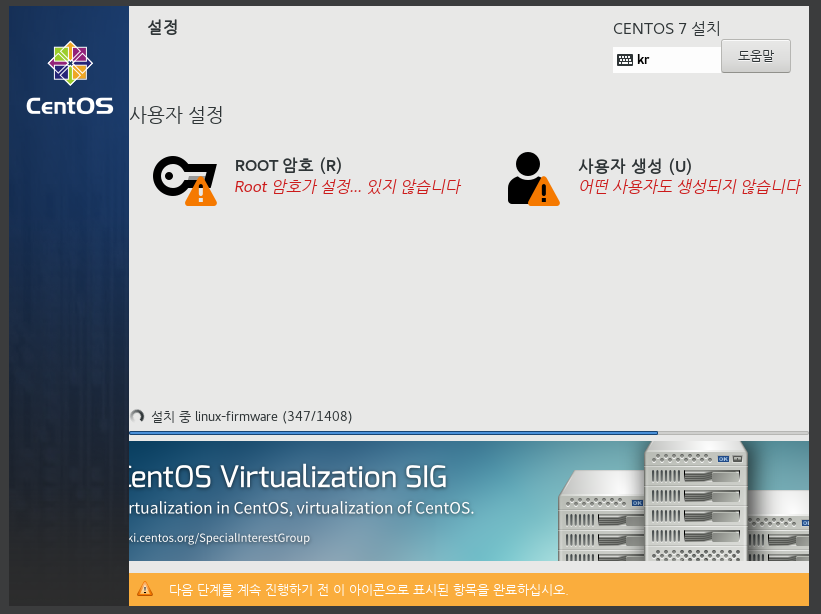 설정
CENTOS 7 설치
kr
도움말
CentOS
사용자 설정
ROOT 암호 (R)
Root 암호가 설정... 있지 않습니다
사용자 생성 (U)
어떤 사용자도 생성되지 않습니다
설치 중 linux-firmware (347/1408)
entOS Virtualization SIG
rtualization in CentOS, virtualization of CentOS.
ki.centos.org/SpecialInterestGroup
다음 단계를 계속 진행하기 전 이 아이콘으로 표시된 항목을 완료하십시오.